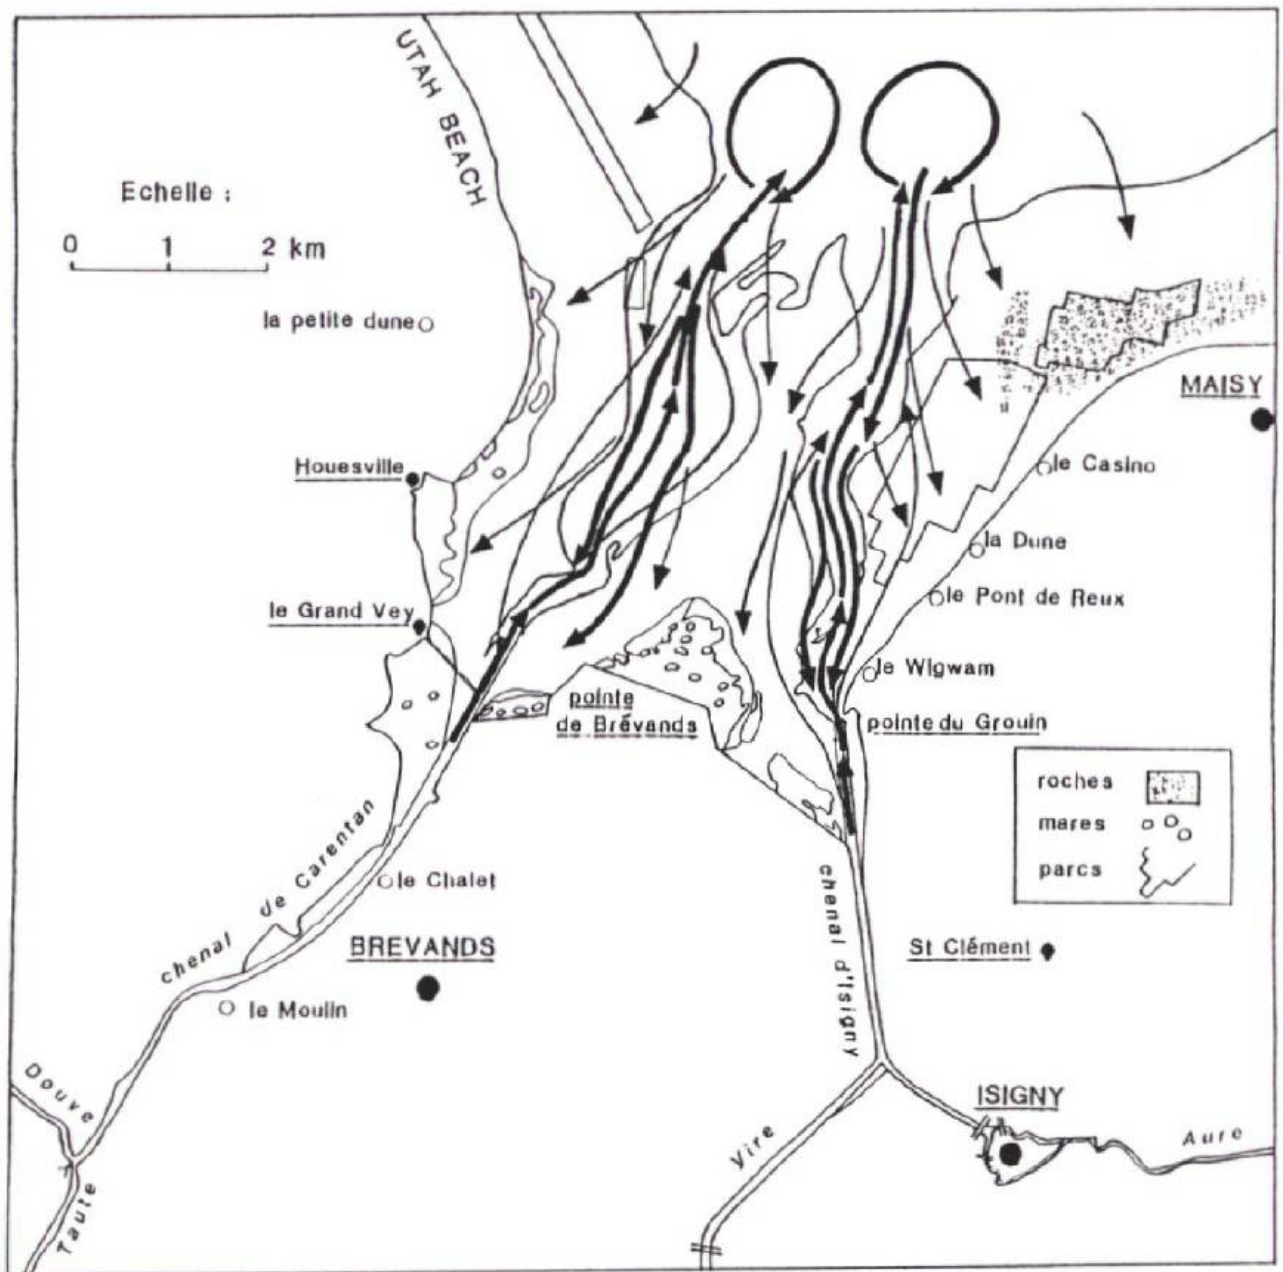 UTAH BEACH
Echelle :
0 1 2 km
la petite dune
MAISY
Houesville
le Casino
la Dune
le Grand Vey
le Pont de Reux
le Wigwam
pointe
de Brévands
pointe du Grouin
roches
mares
parcs
chenal de Carentan
le Chalet
chenal d'Isigny
BREVANDS
St Clément
le Moulin
Douve
ISIGNY
Vire
Aure
Taute